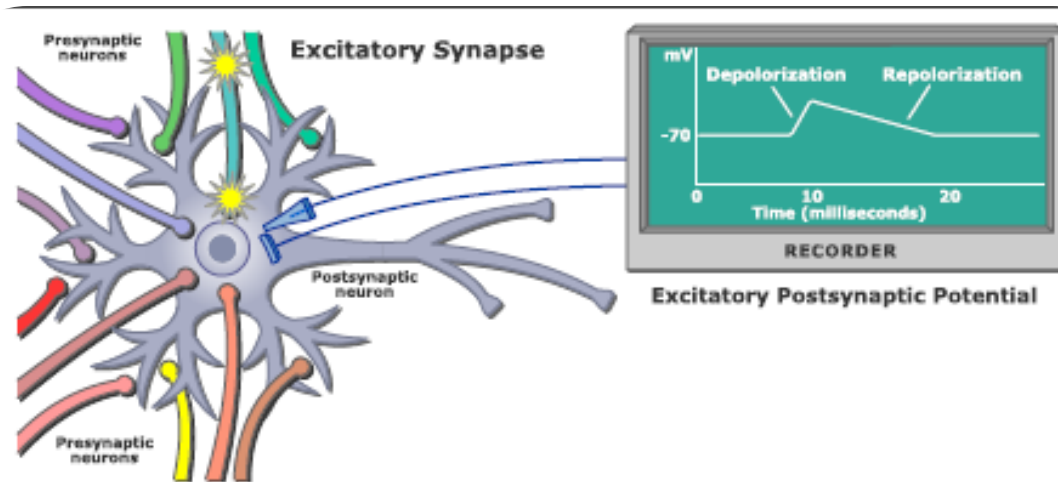 Presynaptic
neurons
Excitatory Synapse
mV
Depolorization
Repolorization
-70
0
10
20
Time (milliseconds)
RECORDER
Postsynaptic
neuron
Excitatory Postsynaptic Potential
Presynaptic
neurons